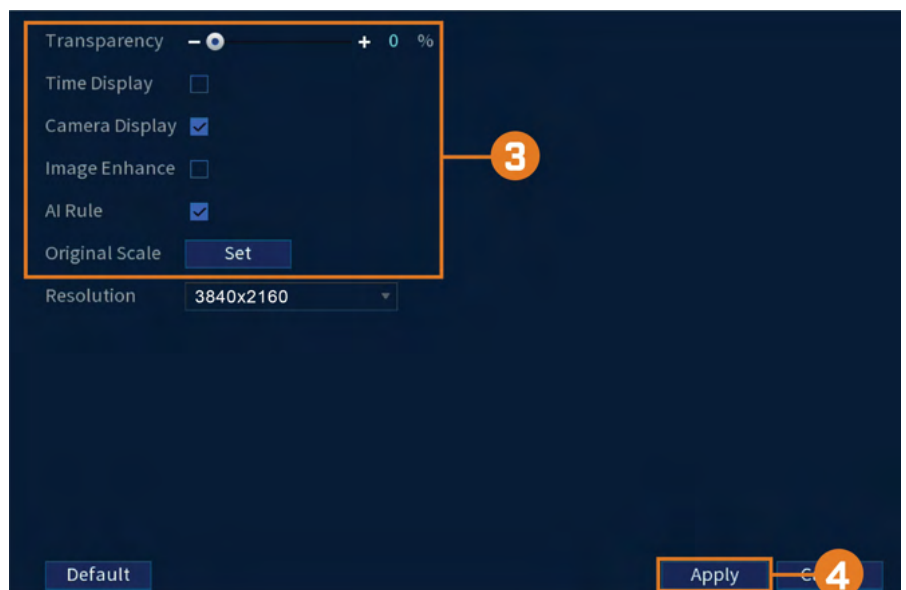 Transparency - + 0 %
Time Display
Camera Display
Image Enhance
3
AI Rule
Original Scale Set
Resolution 3840x2160
Default Apply 4